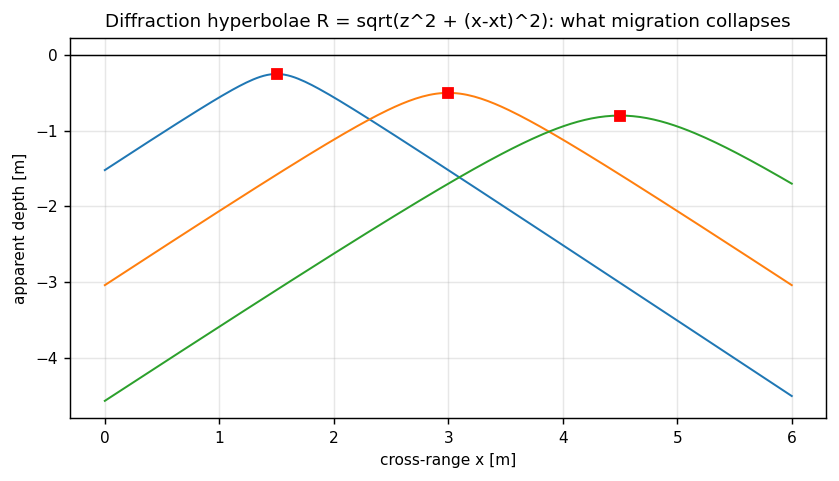 Diffraction hyperbolae R = sqrt(z^2 + (x-xt)^2): what migration collapses
apparent depth [m]
0
−1
−2
−3
−4
0 1 2 3 4 5 6
cross-range x [m]